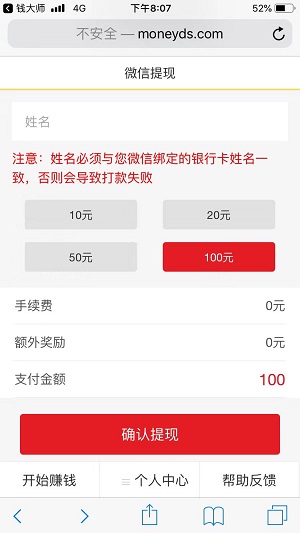 钱大师 4G 下午8:07 52%
不安全 — moneyds.com
微信提现
姓名
注意：姓名必须与您微信绑定的银行卡姓名一
致，否则会导致打款失败
10元 20元
50元 100元
手续费 0元
额外奖励 0元
支付金额 100
确认提现
开始赚钱 个人中心 帮助反馈